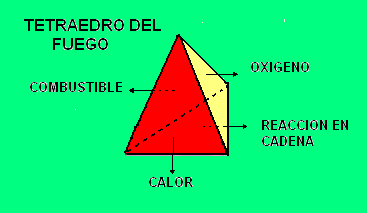 TETRAEDRO DEL
FUEGO
OXIGENO
COMBUSTIBLE
REACCION EN
CADENA
CALOR